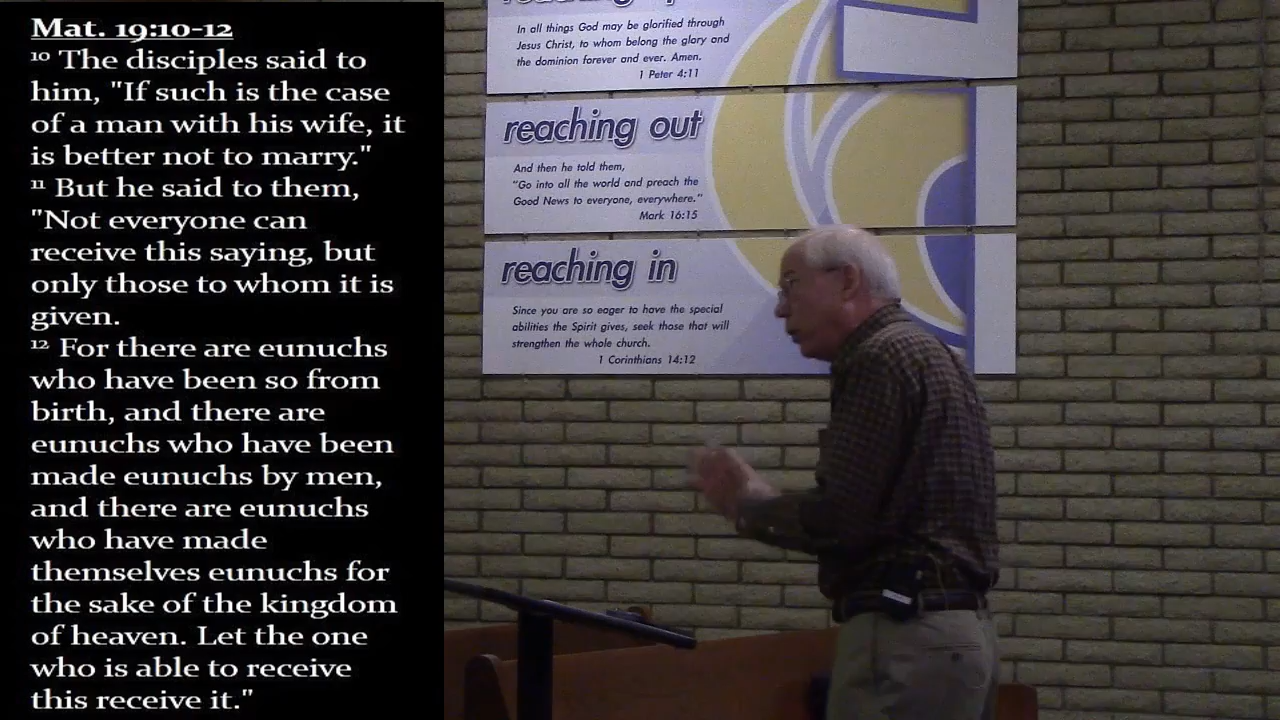 Mat. 19:10-12
10 The disciples said to
him, "If such is the case
of a man with his wife, it
is better not to marry."
11 But he said to them,
"Not everyone can
receive this saying, but
only those to whom it is
given.
12 For there are eunuchs
who have been so from
birth, and there are
eunuchs who have been
made eunuchs by men,
and there are eunuchs
who have made
themselves eunuchs for
the sake of the kingdom
of heaven. Let the one
who is able to receive
this receive it."
In all things God may be glorified through
Jesus Christ, to whom belong the glory and
the dominion forever and ever. Amen.
1 Peter 4:11
reaching out
And then he told them,
"Go into all the world and preach the
Good News to everyone, everywhere."
Mark 16:15
reaching in
Since you are so eager to have the special
abilities the Spirit gives, seek those that will
strengthen the whole church.
1 Corinthians 14:12